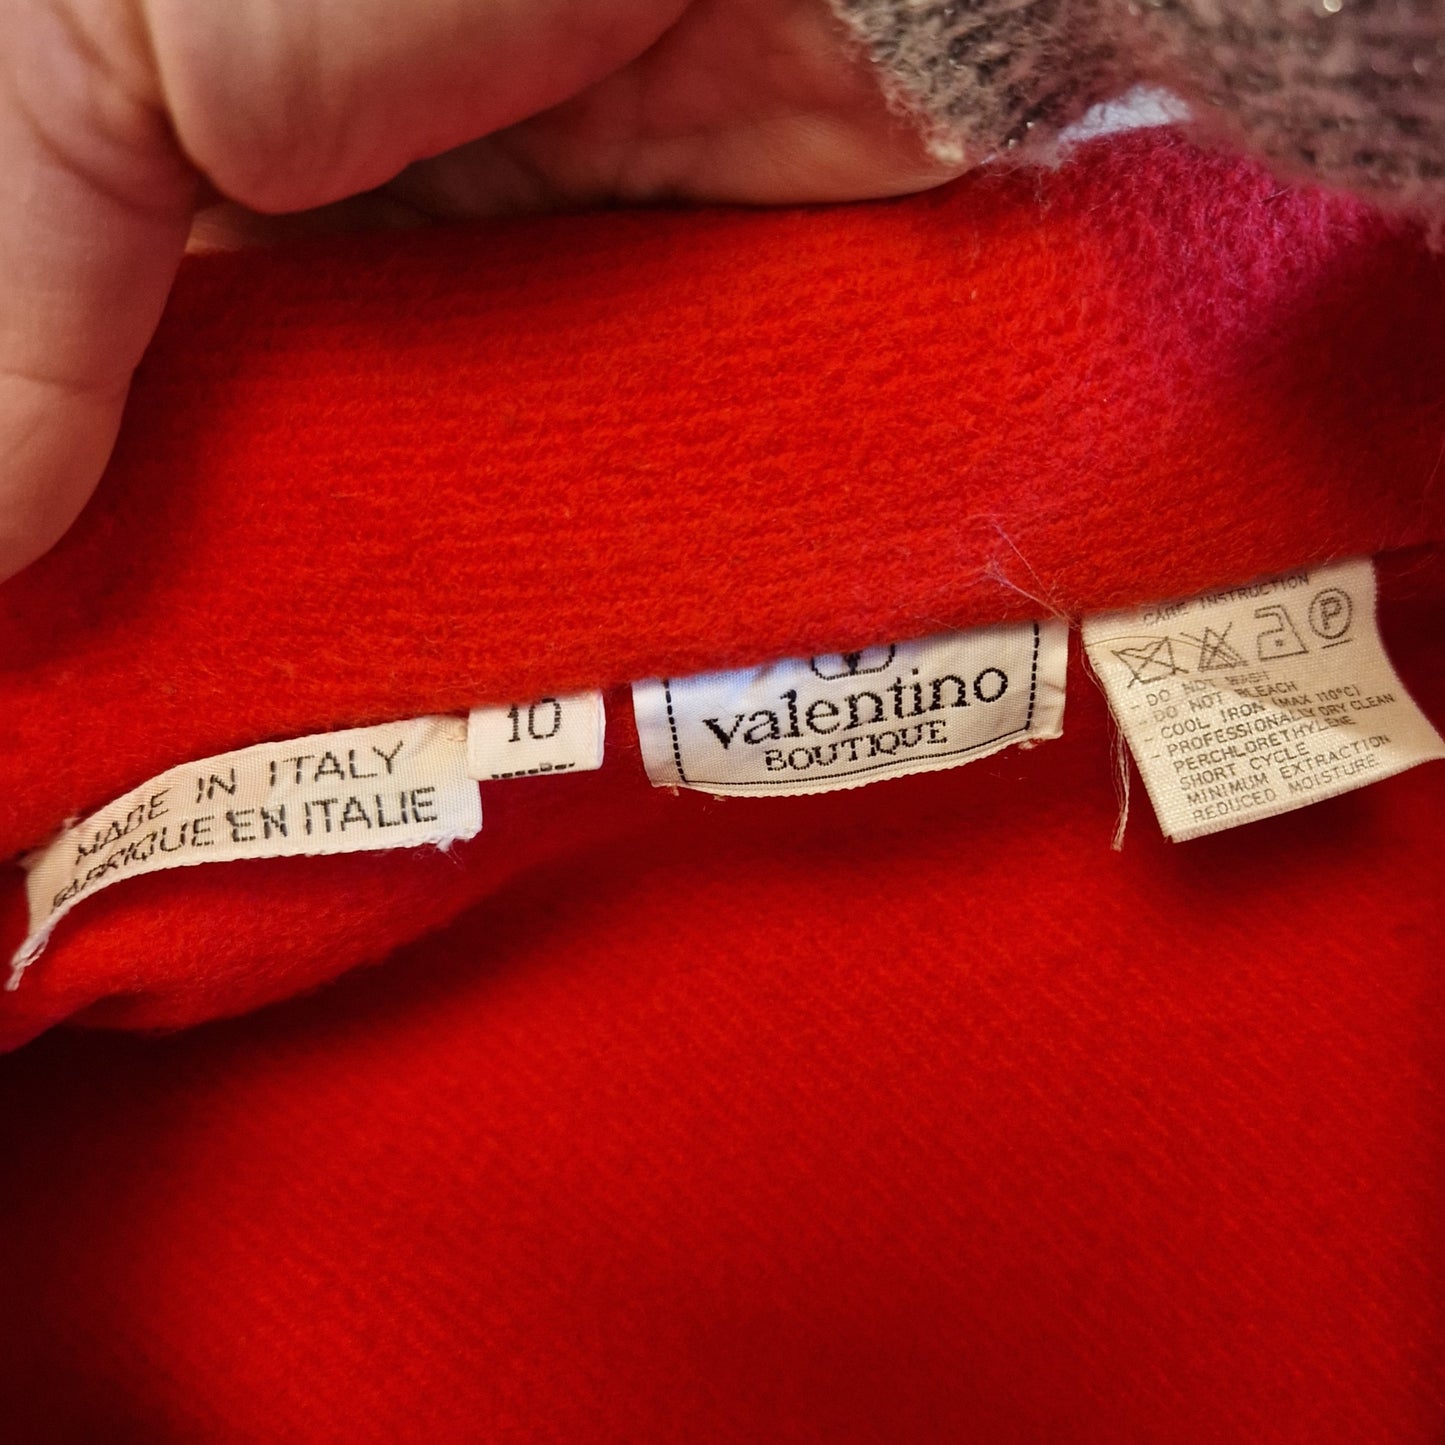 MADE IN ITALY
FABRIQUE EN ITALIE
10
valentino
BOUTIQUE
CARE INSTRUCTION
P
- DO NOT WASH
DO NOT BLEACH
- COOL IRON (MAX 110°C)
- PROFESSIONALLY DRY CLEAN
PERCHLORETHYLENE
SHORT CYCLE
MINIMUM EXTRACTION
REDUCED MOISTURE